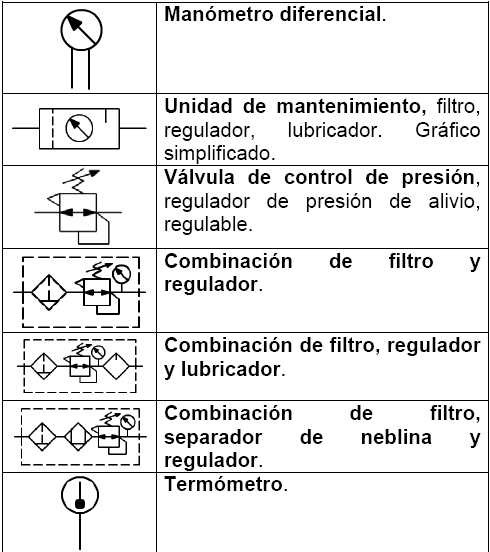 Manómetro diferencial.
Unidad de mantenimiento, filtro,
regulador, lubricador. Gráfico
simplificado.
Válvula de control de presión,
regulador de presión de alivio,
regulable.
Combinación de filtro y
regulador.
Combinación de filtro, regulador
y lubricador.
Combinación de filtro,
separador de neblina y
regulador.
Termómetro.